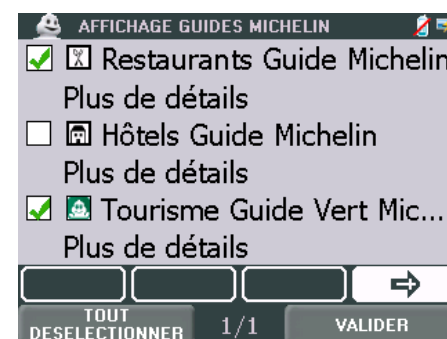 AFFICHAGE GUIDES MICHELIN
Restaurants Guide Michelin
Plus de détails
Hôtels Guide Michelin
Plus de détails
Tourisme Guide Vert Mic...
Plus de détails
TOUT
DESELECTIONNER
1/1
VALIDER